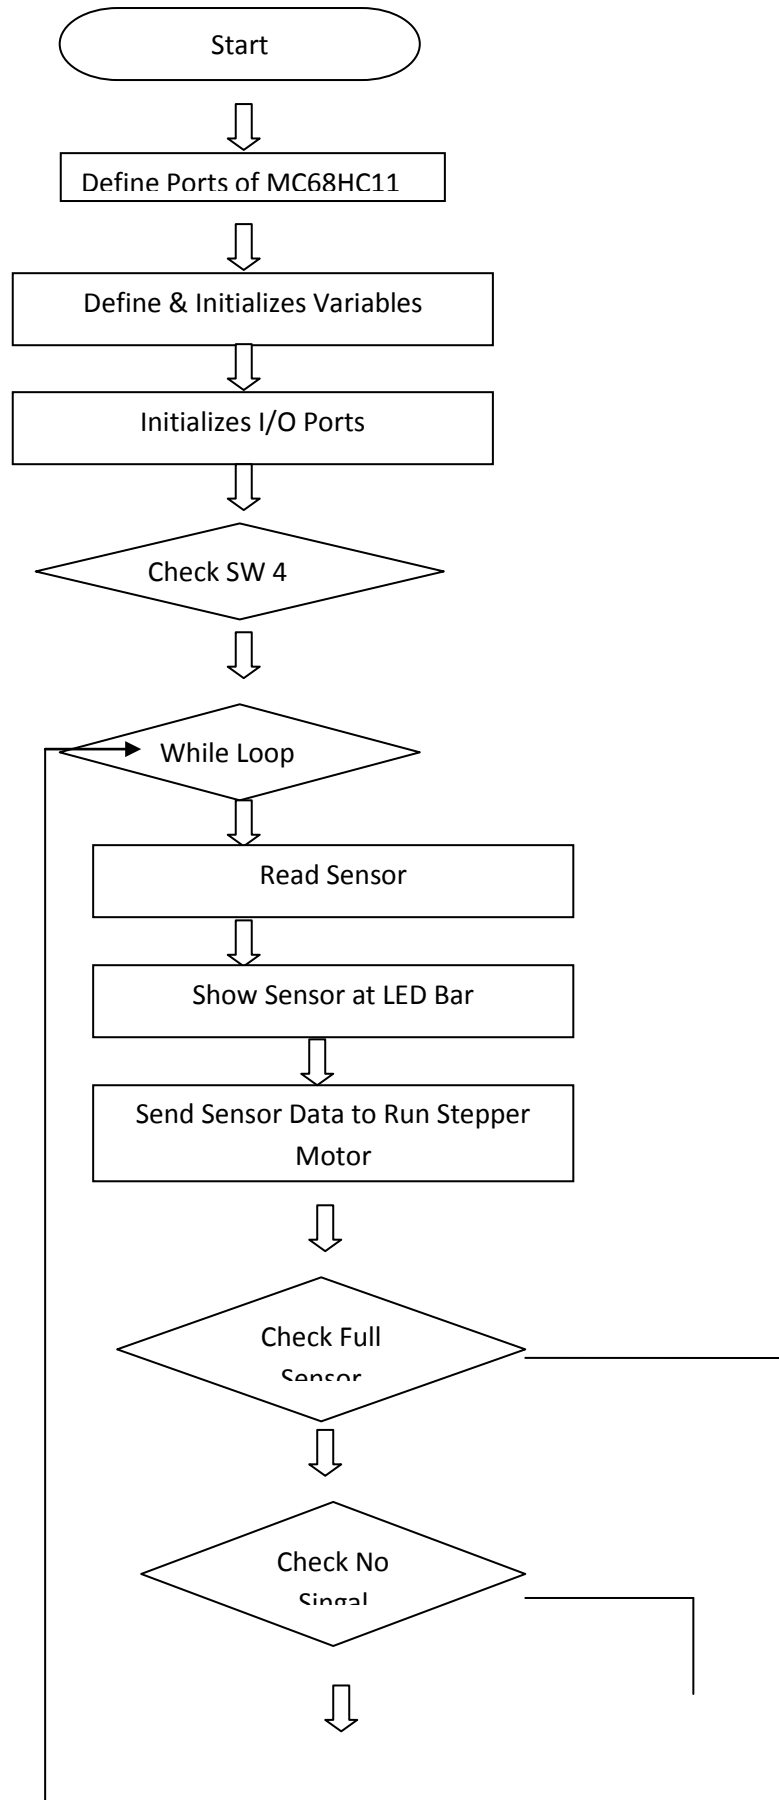 Start
Define Ports of MC68HC11
Define & Initializes Variables
Initializes I/O Ports
Check SW 4
While Loop
Read Sensor
Show Sensor at LED Bar
Send Sensor Data to Run Stepper
Motor
Check Full
Sensor
Check No
Singal